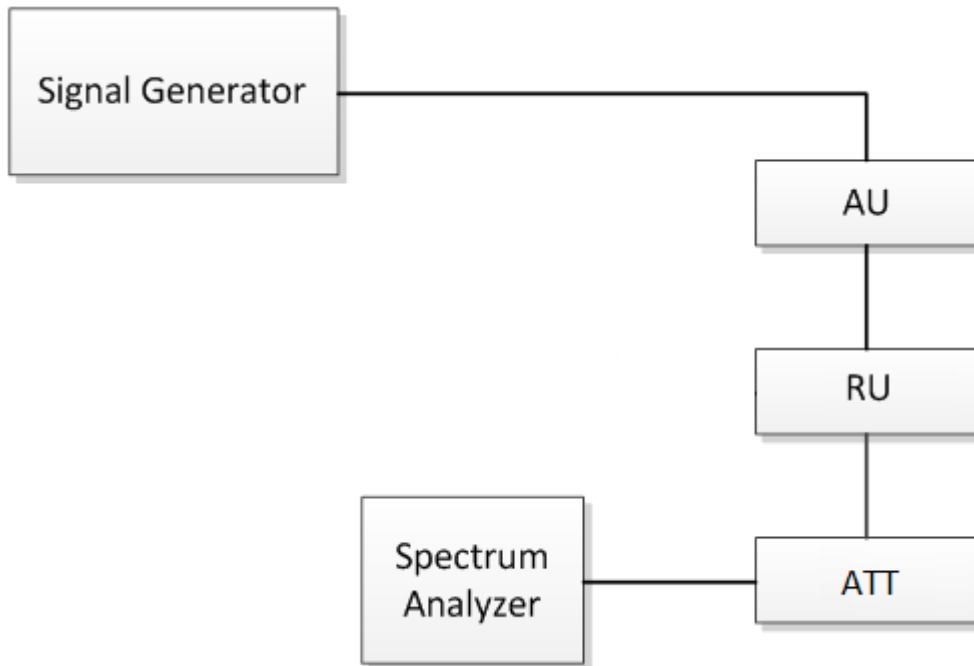 Signal Generator
AU
RU
ATT
Spectrum
Analyzer